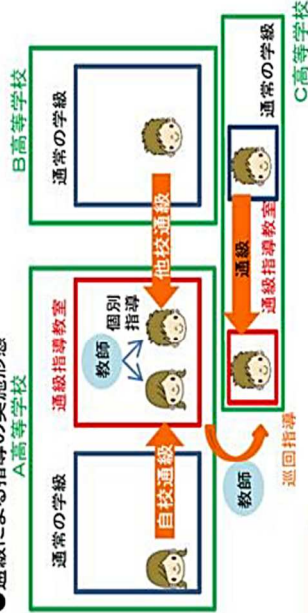 ●通級による指導の実施形態
A高等学校
通常の学級
自校通級
通級指導教室
教師
個別
指導
B高等学校
通常の学級
他校通級
教師
巡回指導
通級指導教室
通級
通常の学級
C高等学校